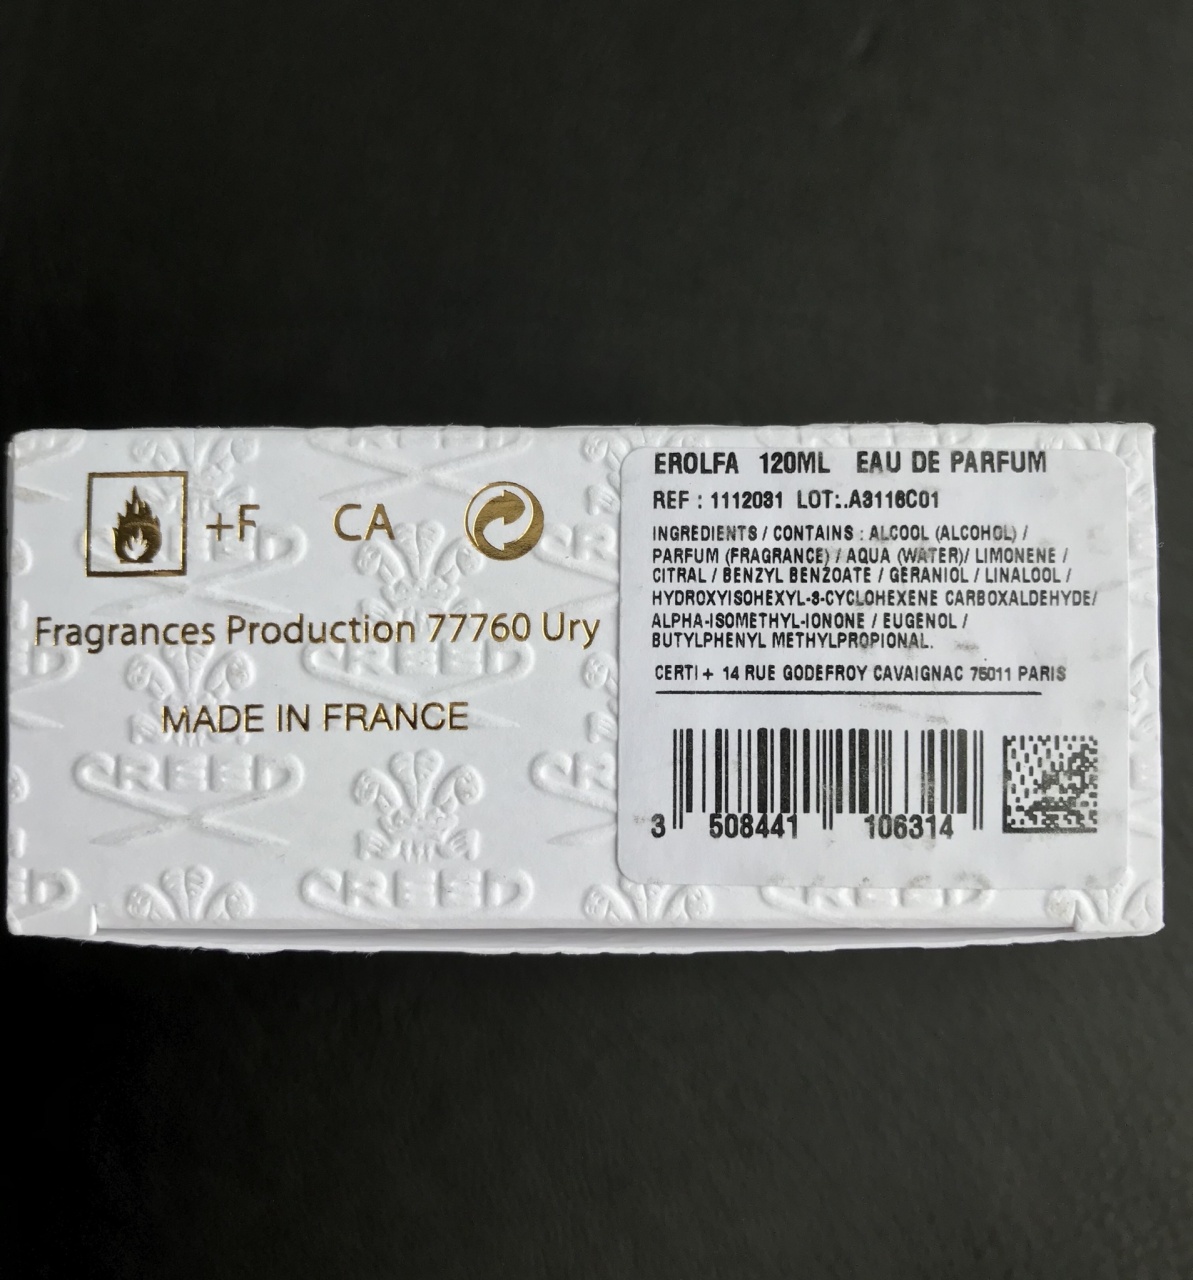 +F CA
Fragrances Production 77760 Ury
MADE IN FRANCE
CREED
EROLFA 120ML EAU DE PARFUM
REF : 1112031 LOT:.A3116C01
INGREDIENTS / CONTAINS : ALCOOL (ALCOHOL) /
PARFUM (FRAGRANCE) / AQUA (WATER)/ LIMONENE /
CITRAL / BENZYL BENZOATE / GERANIOL / LINALOOL /
HYDROXYISOHEXYL-3-CYCLOHEXENE CARBOXALDEHYDE/
ALPHA-ISOMETHYL-IONONE / EUGENOL /
BUTYLPHENYL METHYLPROPIONAL.
CERTI + 14 RUE GODEFROY CAVAIGNAC 75011 PARIS
3 508441 106314